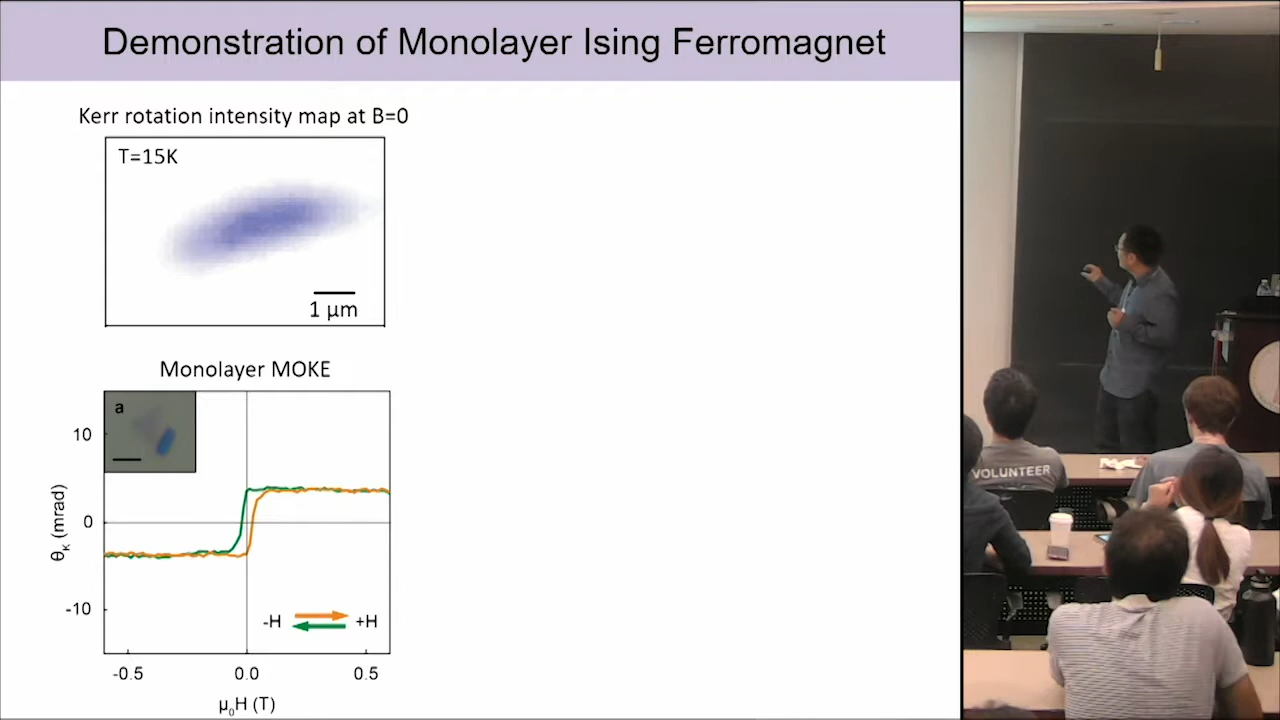 Demonstration of Monolayer Ising Ferromagnet
Kerr rotation intensity map at B=0
T=15K
1 μm
Monolayer MOKE
a
10
0
-10
θK (mrad)
-H
+H
-0.5
0.0
0.5
μ0H (T)
VOLUNTEER